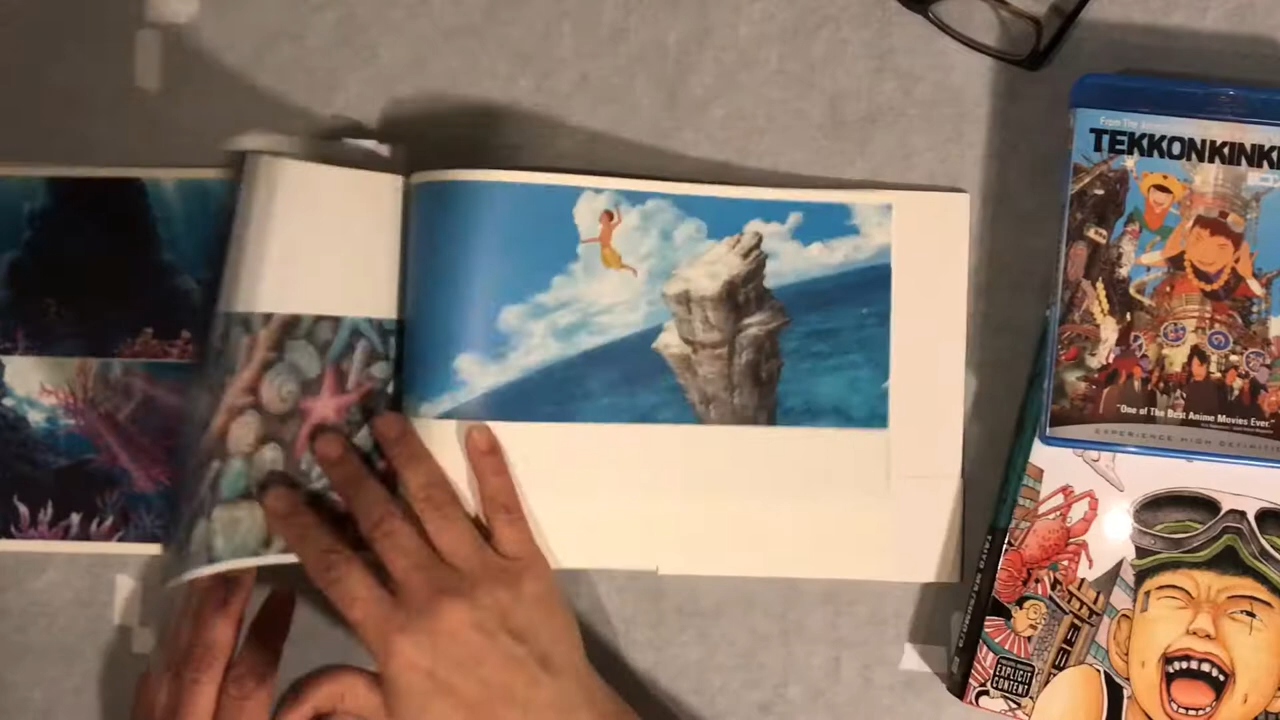 From The
TEKKONKINK
"One of The Best Anime Movies Ever."
EXPERIENCE HIGH DEFINITI
TAIYO MATSUMOTO
EXPLICIT
CONTENT